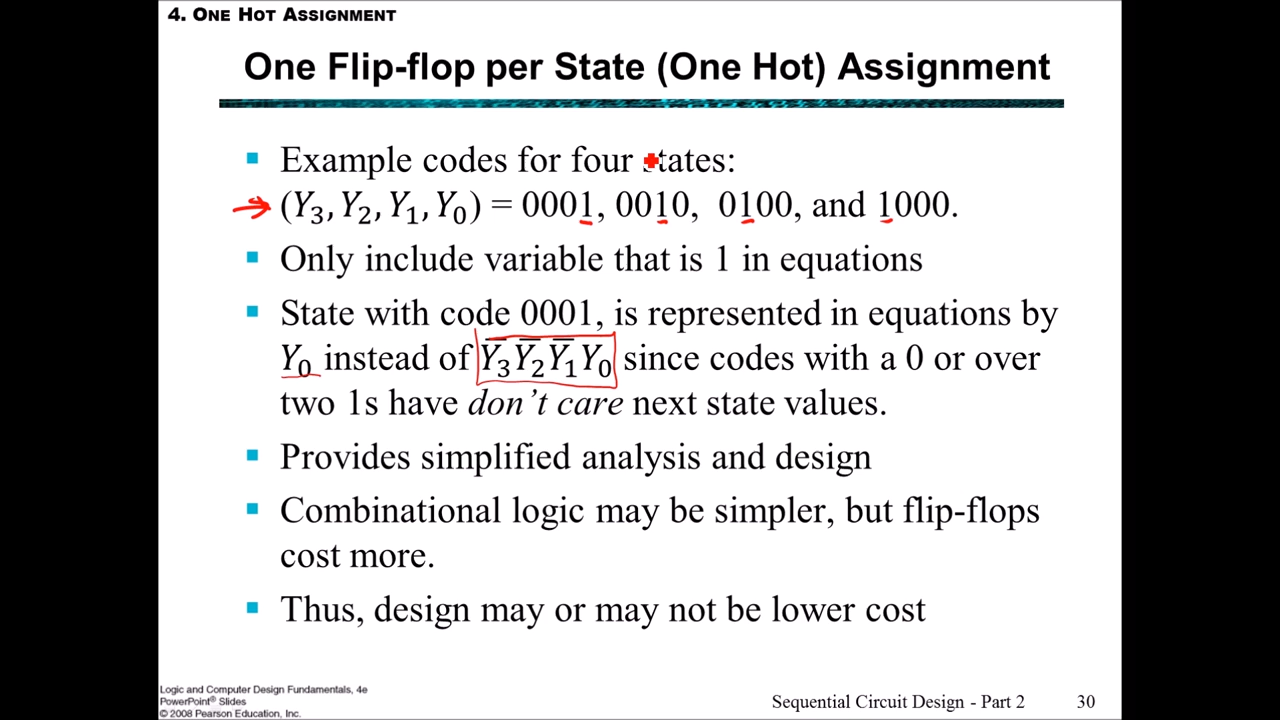 4. ONE HOT ASSIGNMENT
One Flip-flop per State (One Hot) Assignment
Example codes for four states:
(Y₃, Y₂, Y₁, Y₀) = 0001, 0010, 0100, and 1000.
Only include variable that is 1 in equations
State with code 0001, is represented in equations by
Y₀ instead of Y̅₃Y̅₂Y̅₁Y₀ since codes with a 0 or over
two 1s have don’t care next state values.
Provides simplified analysis and design
Combinational logic may be simpler, but flip-flops
cost more.
Thus, design may or may not be lower cost
Logic and Computer Design Fundamentals, 4e
PowerPoint® Slides
© 2008 Pearson Education, Inc.
Sequential Circuit Design - Part 2 30